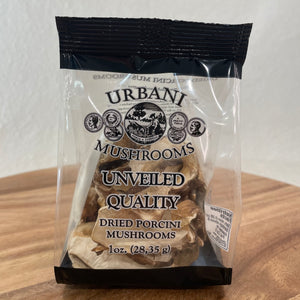 URBANI
MUSHROOMS
UNVEILED
QUALITY
DRIED PORCINI
MUSHROOMS
1oz. (28,35 g)